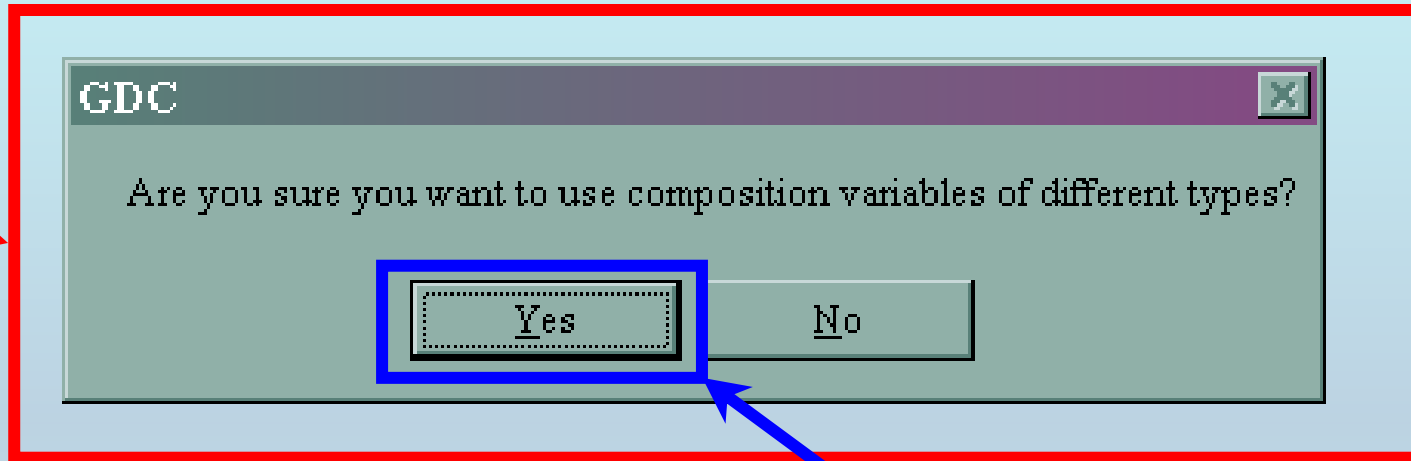 GDC
Are you sure you want to use composition variables of different types?
Yes
No